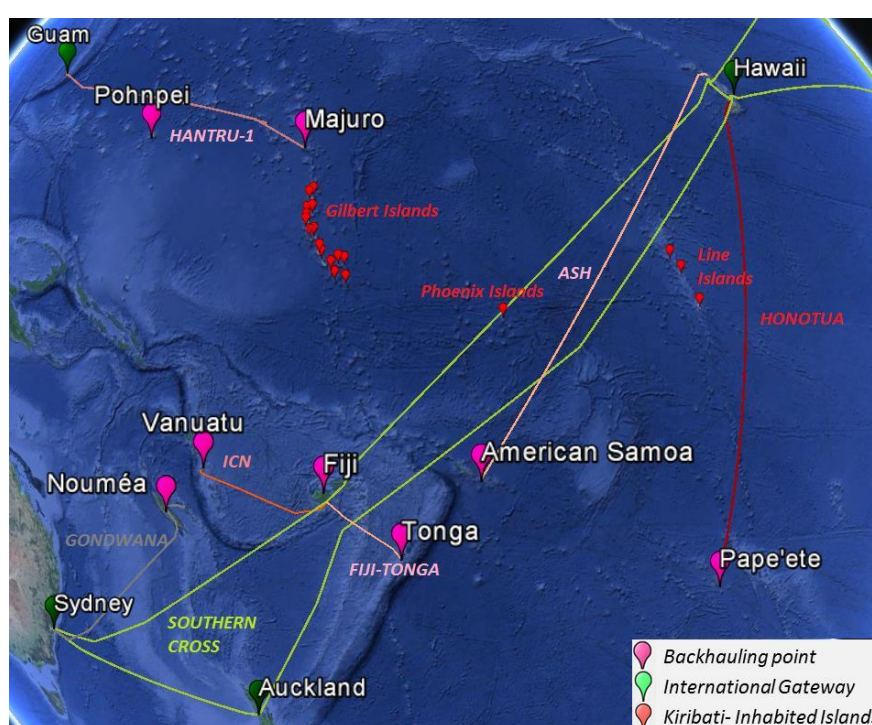 Guam
Hawaii
Pohnpei
Majuro
HANTRU-1
Gilbert Islands
Line
Islands
ASH
Phoenix Islands
HONOTUA
Vanuatu
Fiji
American Samoa
ICN
Nouméa
Tonga
GONDWANA
Pape'ete
FIJI-TONGA
Sydney
SOUTHERN
CROSS
Auckland
Backhauling point
International Gateway
Kiribati- Inhabited Island